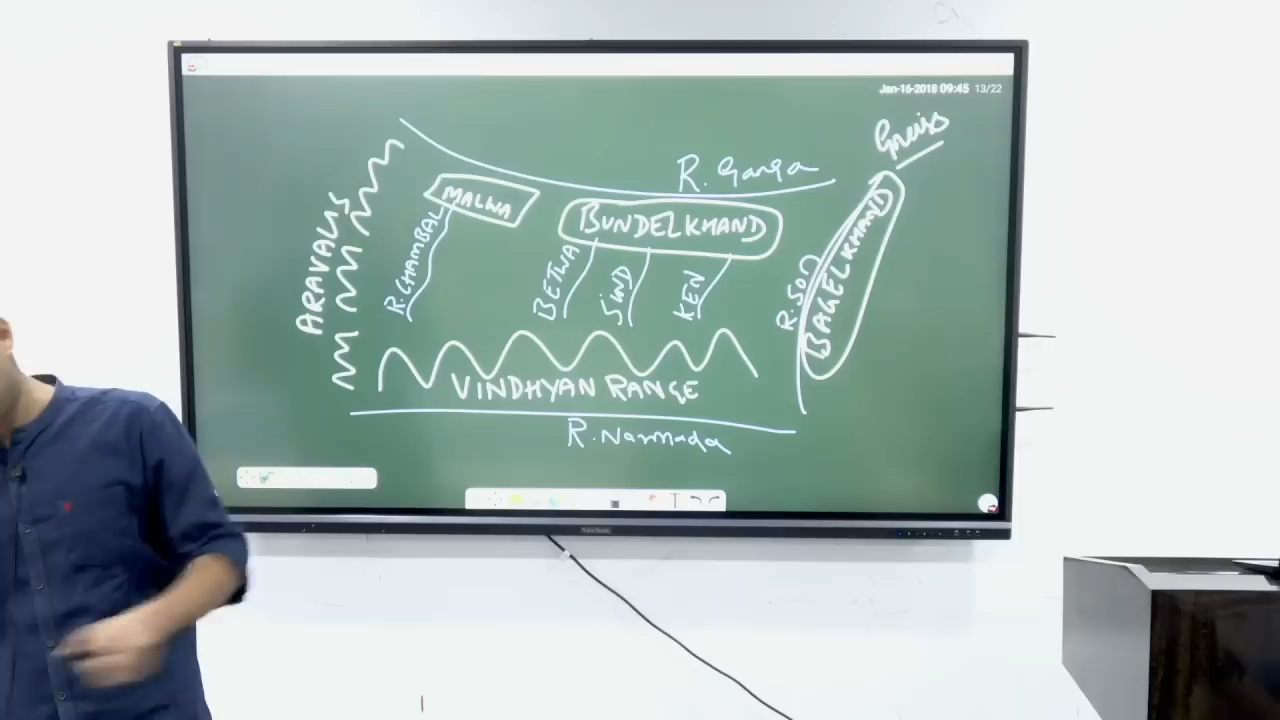 Jan-16-2018 09:45 13/22
Gneiss
R. Ganga
MALWA
BUNDELKHAND
ARAVALIS
R. CHAMBAL
BETWA
SIND
KEN
R. SON
BAGELKHAND
VINDHYAN RANGE
R. Narmada
ViewSonic